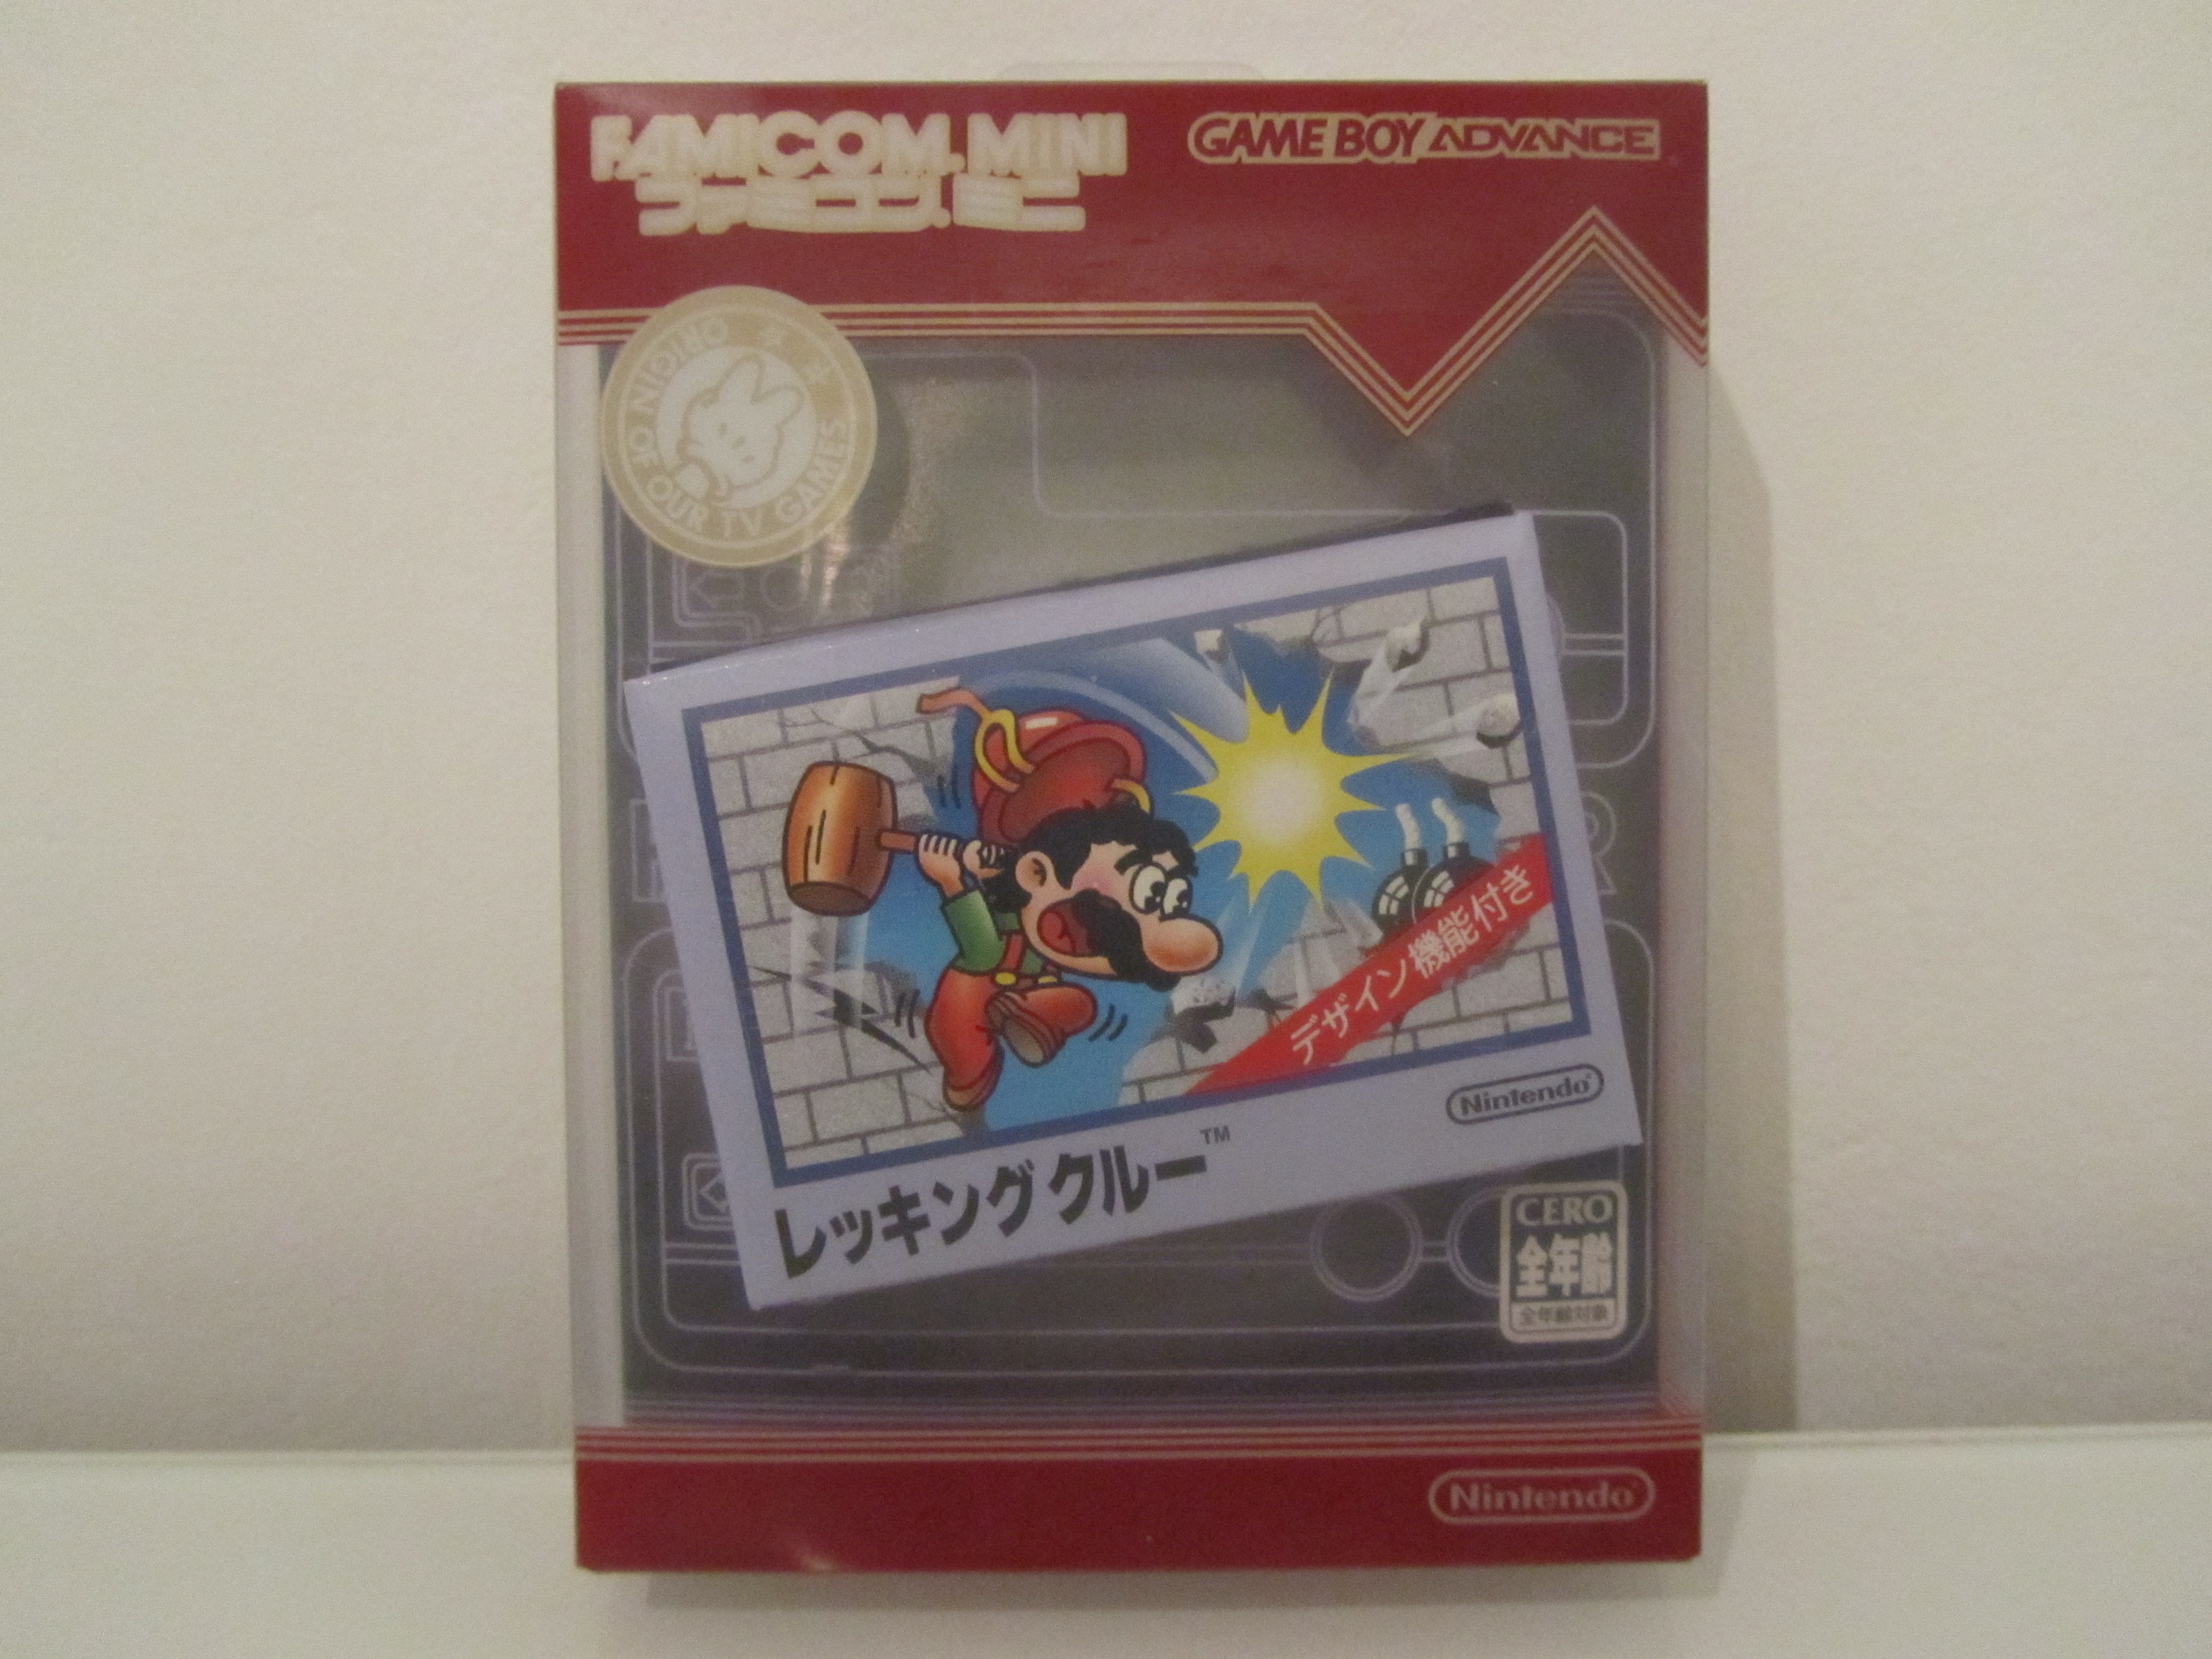 FAMICOM MINI
ファミコンミニ
GAME BOY ADVANCE
ORIGIN OF OUR TV GAMES
デザイン機能付き
Nintendo
レッキングクルー™
CERO
全年齢
全年齢対象
Nintendo